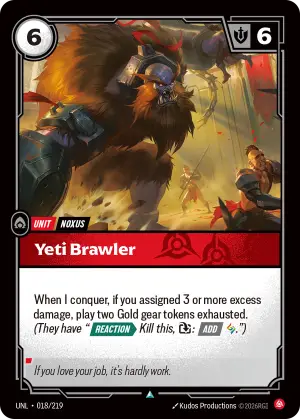 6
6
UNIT NOXUS
Yeti Brawler
When I conquer, if you assigned 3 or more excess
damage, play two Gold gear tokens exhausted.
(They have “ REACTION Kill this, : ADD .”)
If you love your job, it's hardly work.
UNL • 018/219
Kudos Productions ©2026RGI